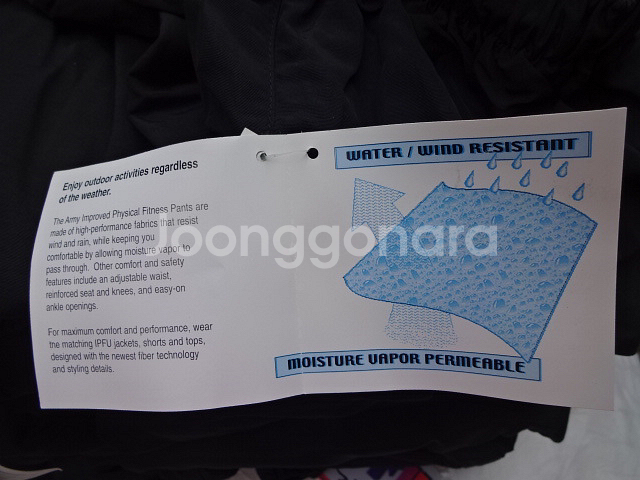 Enjoy outdoor activities regardless
of the weather.
The Army Improved Physical Fitness Pants are
made of high-performance fabrics that resist
wind and rain, while keeping you
comfortable by allowing moisture vapor to
pass through. Other comfort and safety
features include an adjustable waist,
reinforced seat and knees, and easy-on
ankle openings.
For maximum comfort and performance, wear
the matching IPFU jackets, shorts and tops,
designed with the newest fiber technology
and styling details.
WATER / WIND RESISTANT
Joonggonara
MOISTURE VAPOR PERMEABLE